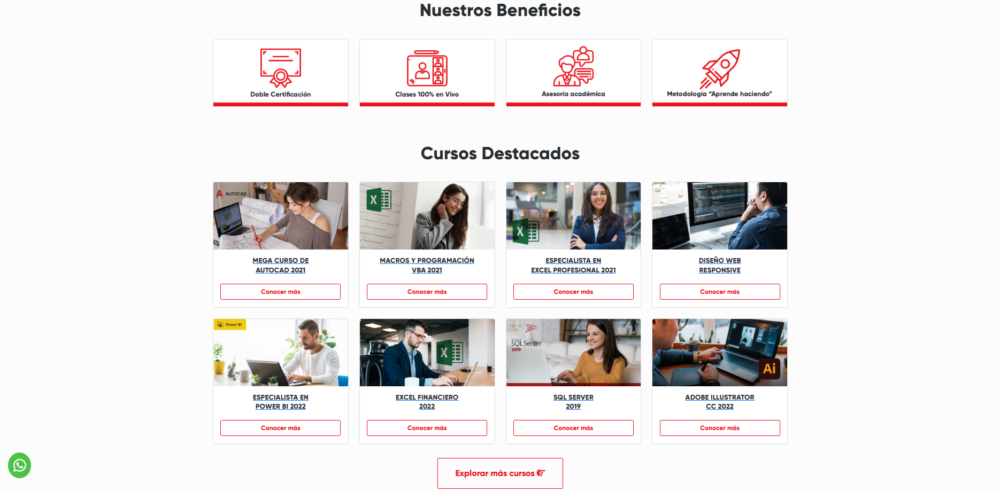 Nuestros Beneficios
Doble Certificación
Clases 100% en Vivo
Asesoría académica
Metodología “Aprende haciendo”
Cursos Destacados
AUTOCAD
X
X
MEGA CURSO DE
AUTOCAD 2021
Conocer más
MACROS Y PROGRAMACIÓN
VBA 2021
Conocer más
ESPECIALISTA EN
EXCEL PROFESIONAL 2021
Conocer más
DISEÑO WEB
RESPONSIVE
Conocer más
Power BI
X
Microsoft
SQL Server
2019
Ai
ESPECIALISTA EN
POWER BI 2022
Conocer más
EXCEL FINANCIERO
2022
Conocer más
SQL SERVER
2019
Conocer más
ADOBE ILLUSTRATOR
CC 2022
Conocer más
Explorar más cursos